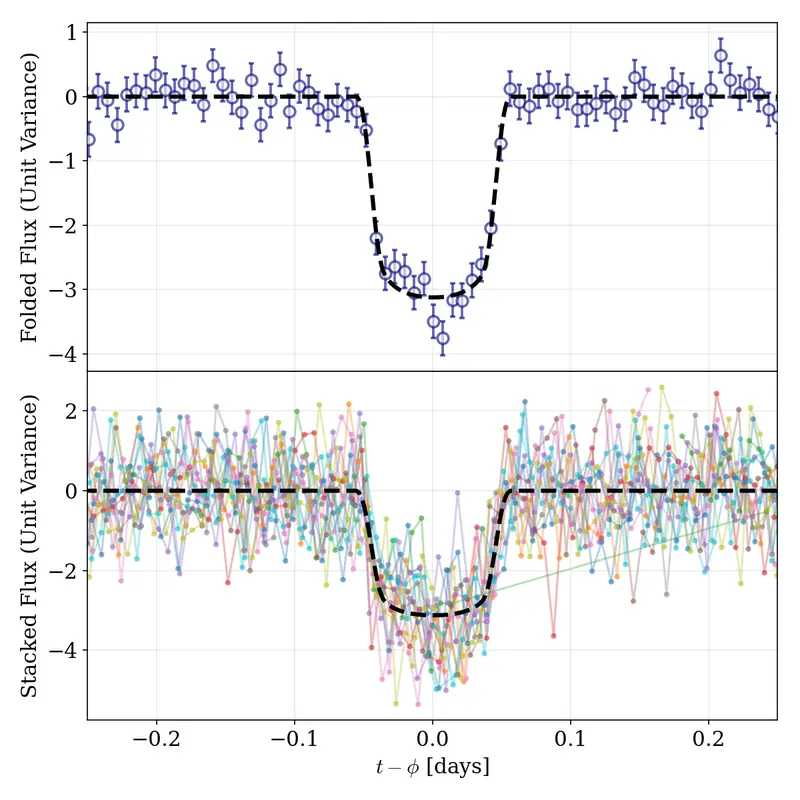 Folded Flux (Unit Variance)
1
0
−1
−2
−3
−4
Stacked Flux (Unit Variance)
2
0
−2
−4
−0.2 −0.1 0.0 0.1 0.2
t − ϕ [days]